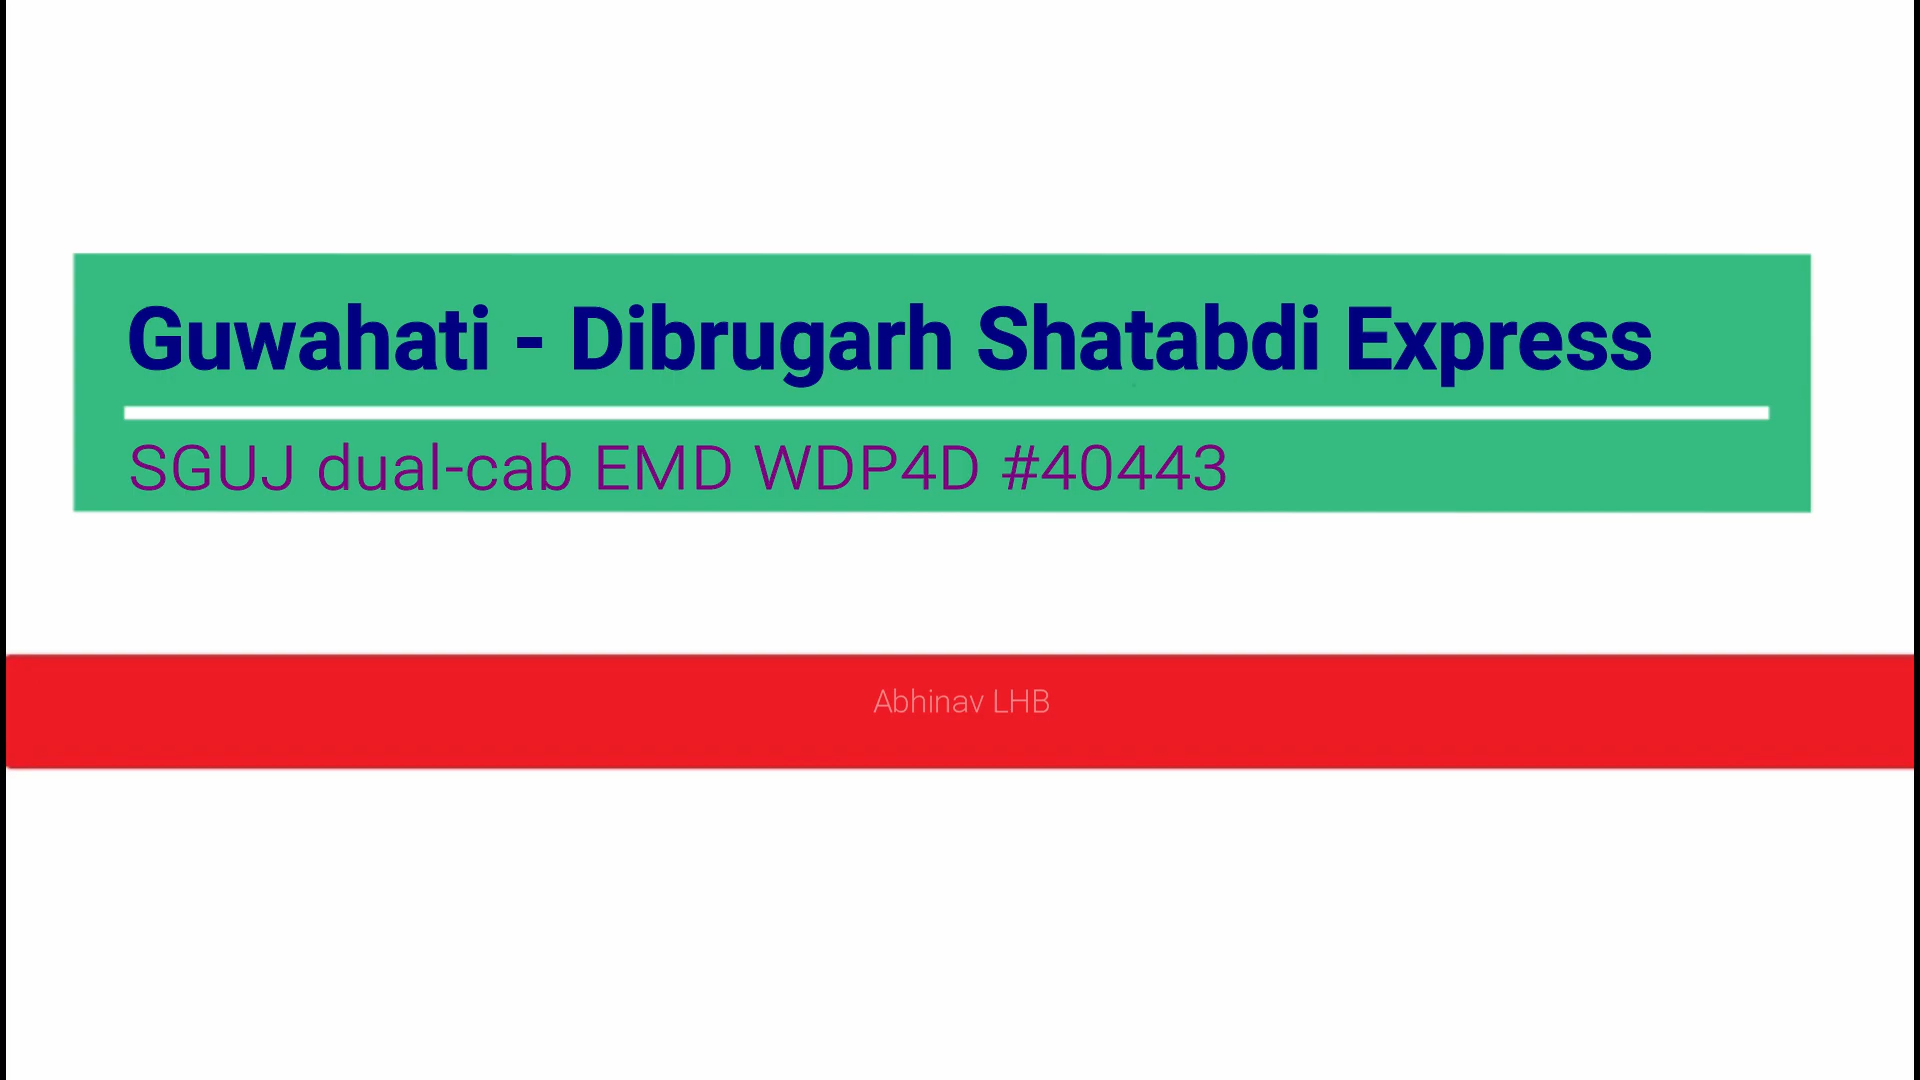 Guwahati - Dibrugarh Shatabdi Express
SGUJ dual-cab EMD WDP4D #40443
Abhinav LHB